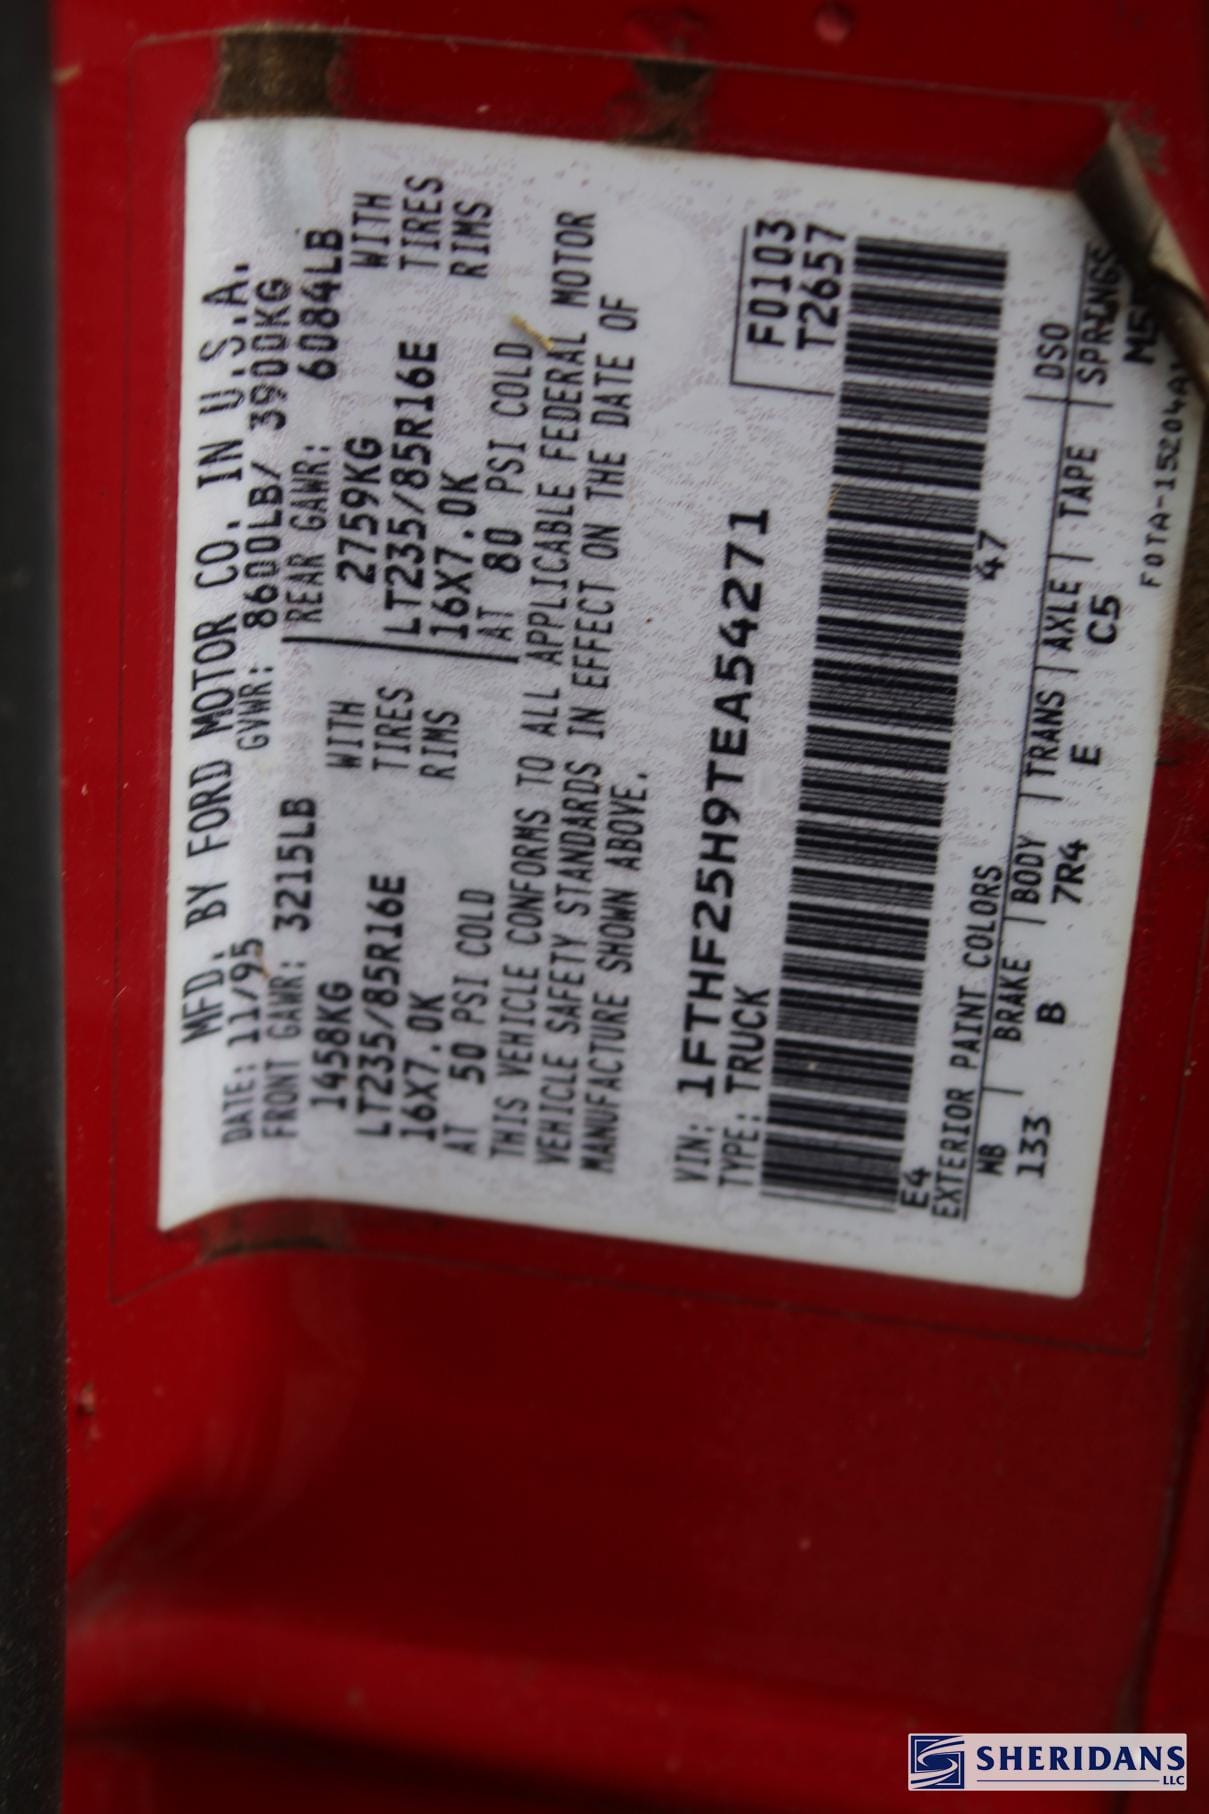 MFD. BY FORD MOTOR CO. IN U.S.A.
DATE: 11/95 GVWR: 8600LB/ 3900KG
FRONT GAWR: 3215LB REAR GAWR: 6084LB
1458KG WITH 2759KG WITH
LT235/85R16E TIRES LT235/85R16E TIRES
16X7.0K RIMS 16X7.0K RIMS
AT 50 PSI COLD AT 80 PSI COLD
THIS VEHICLE CONFORMS TO ALL APPLICABLE FEDERAL MOTOR
VEHICLE SAFETY STANDARDS IN EFFECT ON THE DATE OF
MANUFACTURE SHOWN ABOVE.
F0103
T2657
VIN: 1FTHF25H9TEA54271
TYPE: TRUCK
E4 47
EXTERIOR PAINT COLORS DSO
WB BRAKE BODY TRANS AXLE TAPE SPRINGS
133 B 7R4 E C5
F0TA-15204A
SHERIDANS
LLC